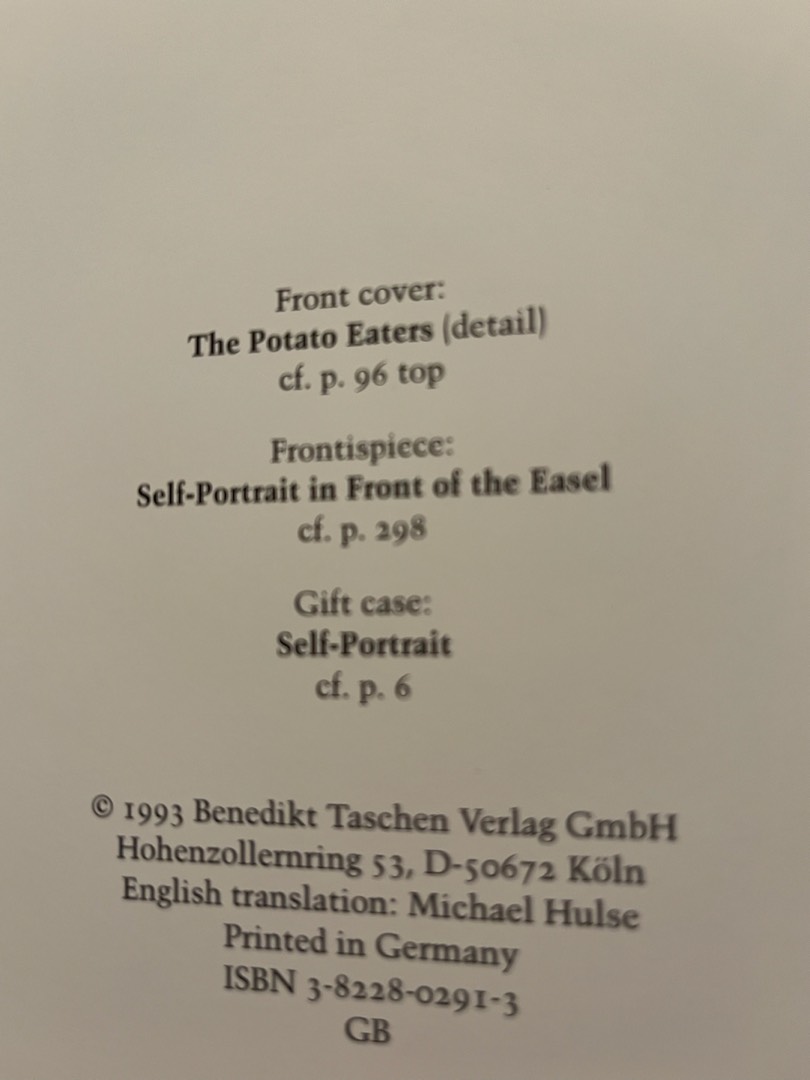 Front cover:
The Potato Eaters (detail)
cf. p. 96 top
Frontispiece:
Self-Portrait in Front of the Easel
cf. p. 298
Gift case:
Self-Portrait
cf. p. 6
© 1993 Benedikt Taschen Verlag GmbH
Hohenzollernring 53, D-50672 Köln
English translation: Michael Hulse
Printed in Germany
ISBN 3-8228-0291-3
GB